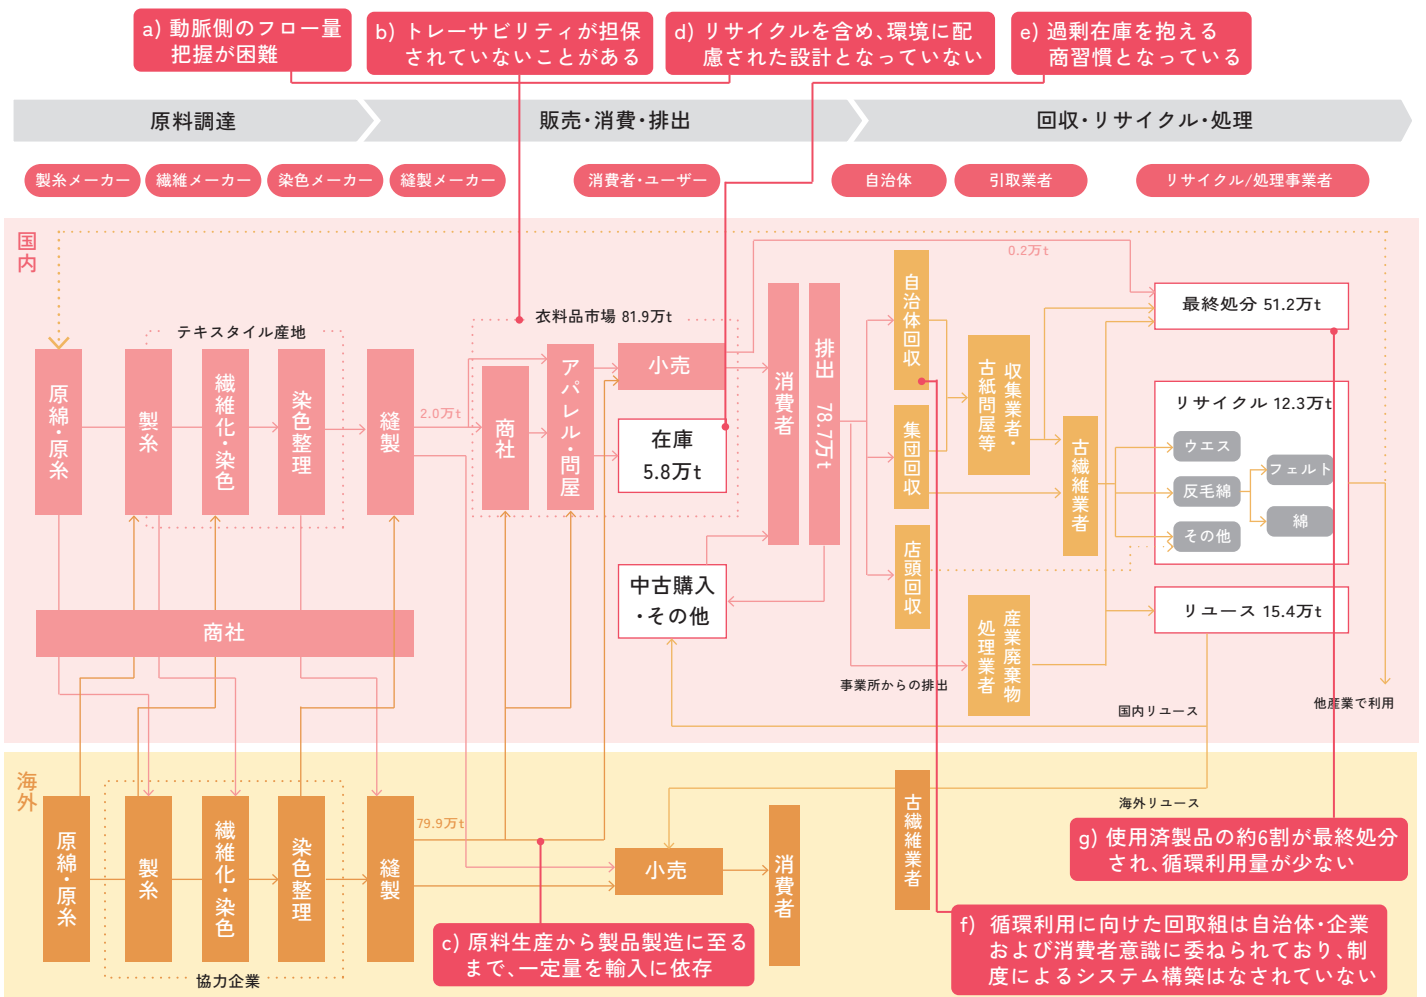 a) 動脈側のフロー量
把握が困難
b) トレーサビリティが担保
されていないことがある
d) リサイクルを含め、環境に配
慮された設計となっていない
e) 過剰在庫を抱える
商習慣となっている
原料調達
販売・消費・排出
回収・リサイクル・処理
製糸メーカー
繊維メーカー
染色メーカー
縫製メーカー
消費者・ユーザー
自治体
引取業者
リサイクル/処理事業者
国内
0.2万t
テキスタイル産地
衣料品市場 81.9万t
原綿・原糸
製糸
繊維化・染色
染色整理
縫製
2.0万t
商社
アパレル・問屋
小売
在庫
5.8万t
消費者
排出 78.7万t
自治体回収
集団回収
店頭回収
収集業者・
古紙問屋等
古繊維業者
産業廃棄物
処理業者
最終処分 51.2万t
リサイクル 12.3万t
ウエス
反毛綿
その他
フェルト
綿
リユース 15.4万t
中古購入
・その他
商社
事業所からの排出
国内リユース
他産業で利用
海外
原綿・原糸
製糸
繊維化・染色
染色整理
縫製
79.9万t
協力企業
小売
消費者
古繊維業者
海外リユース
g) 使用済製品の約6割が最終処分
され、循環利用量が少ない
c) 原料生産から製品製造に至る
まで、一定量を輸入に依存
f) 循環利用に向けた回収組は自治体・企業
および消費者意識に委ねられており、制
度によるシステム構築はなされていない